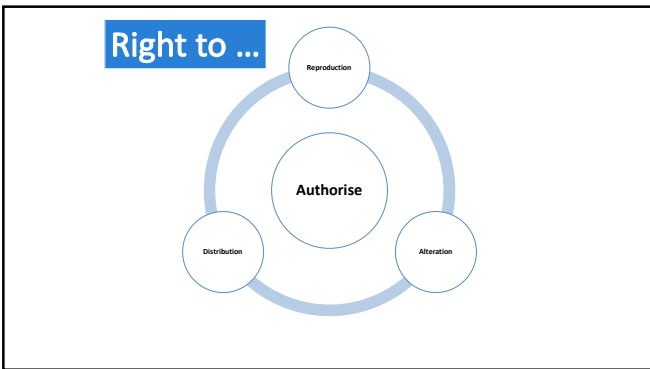 Right to ...
Reproduction
Authorise
Distribution
Alteration